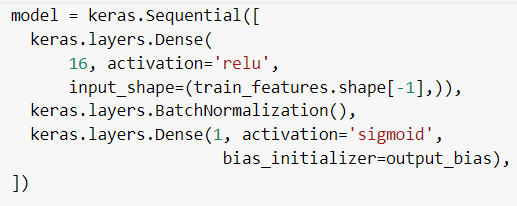 model = keras.Sequential([
  keras.layers.Dense(
      16, activation='relu',
      input_shape=(train_features.shape[-1],)),
  keras.layers.BatchNormalization(),
  keras.layers.Dense(1, activation='sigmoid',
                     bias_initializer=output_bias),
])